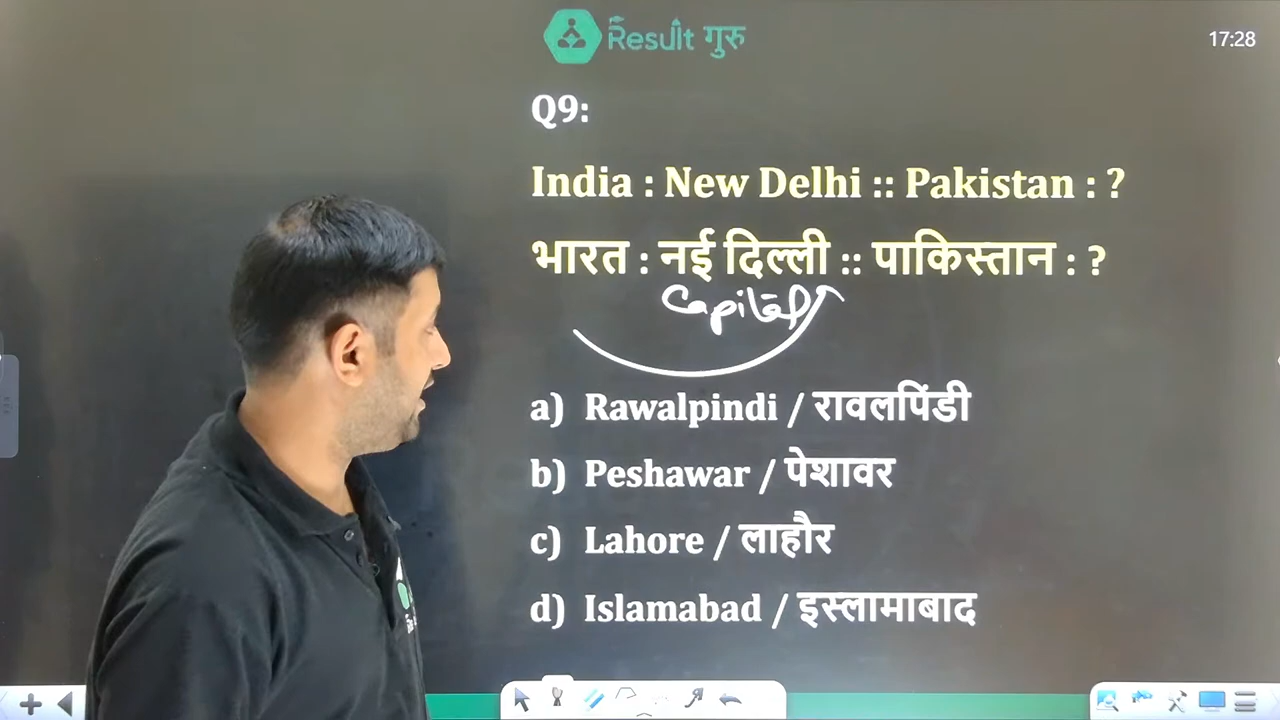 Result गुरु
17:28
Q9:
India : New Delhi :: Pakistan : ?
भारत : नई दिल्ली :: पाकिस्तान : ?
Capital
a) Rawalpindi / रावलपिंडी
b) Peshawar / पेशावर
c) Lahore / लाहौर
d) Islamabad / इस्लामाबाद